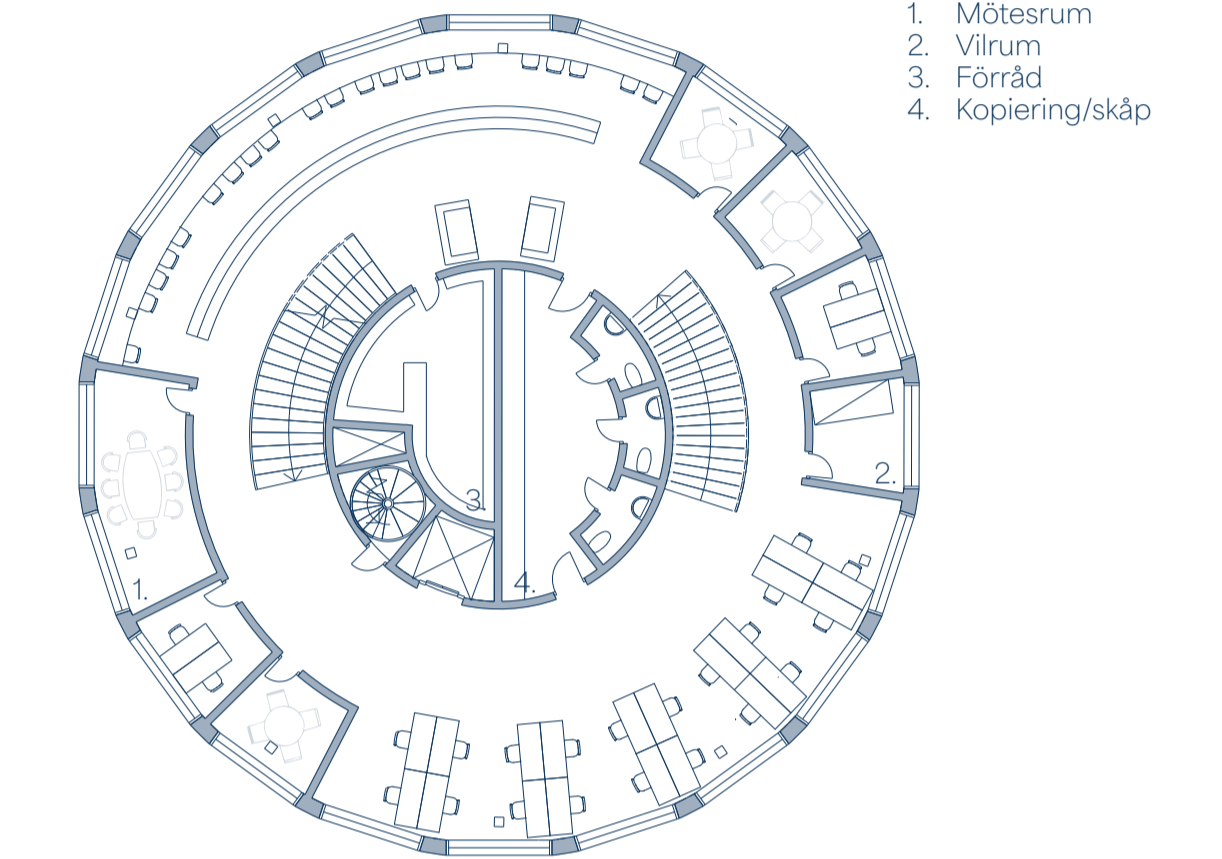 1. Mötesrum
2. Vilrum
3. Förråd
4. Kopiering/skåp
2.
3.
4.
1.